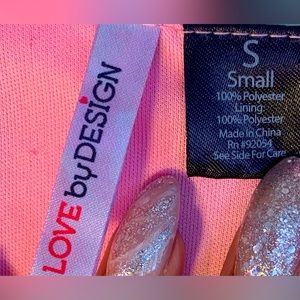 LOVE by DESIGN
S
Small
100% Polyester
Lining:
100% Polyester
Made in China
Rn #92054
See Side For Care